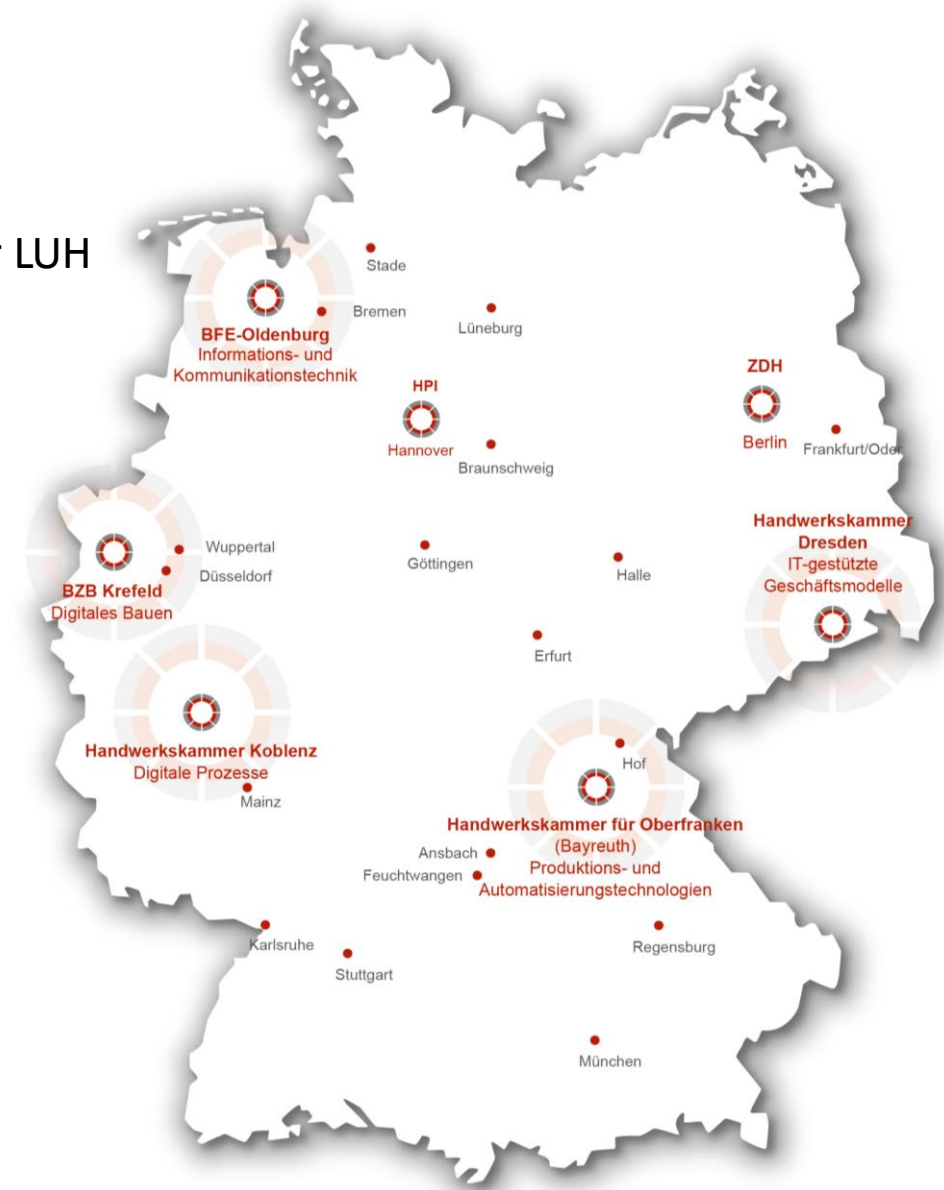 LUH
Stade
Bremen
Lüneburg
BFE-Oldenburg
Informations- und
Kommunikationstechnik
HPI
Hannover
Braunschweig
ZDH
Berlin
Frankfurt/Oder
Handwerkskammer
Dresden
IT-gestützte
Geschäftsmodelle
Wuppertal
Düsseldorf
BZB Krefeld
Digitales Bauen
Göttingen
Halle
Erfurt
Handwerkskammer Koblenz
Digitale Prozesse
Mainz
Hof
Handwerkskammer für Oberfranken
(Bayreuth)
Produktions- und
Automatisierungstechnologien
Ansbach
Feuchtwangen
Karlsruhe
Stuttgart
Regensburg
München